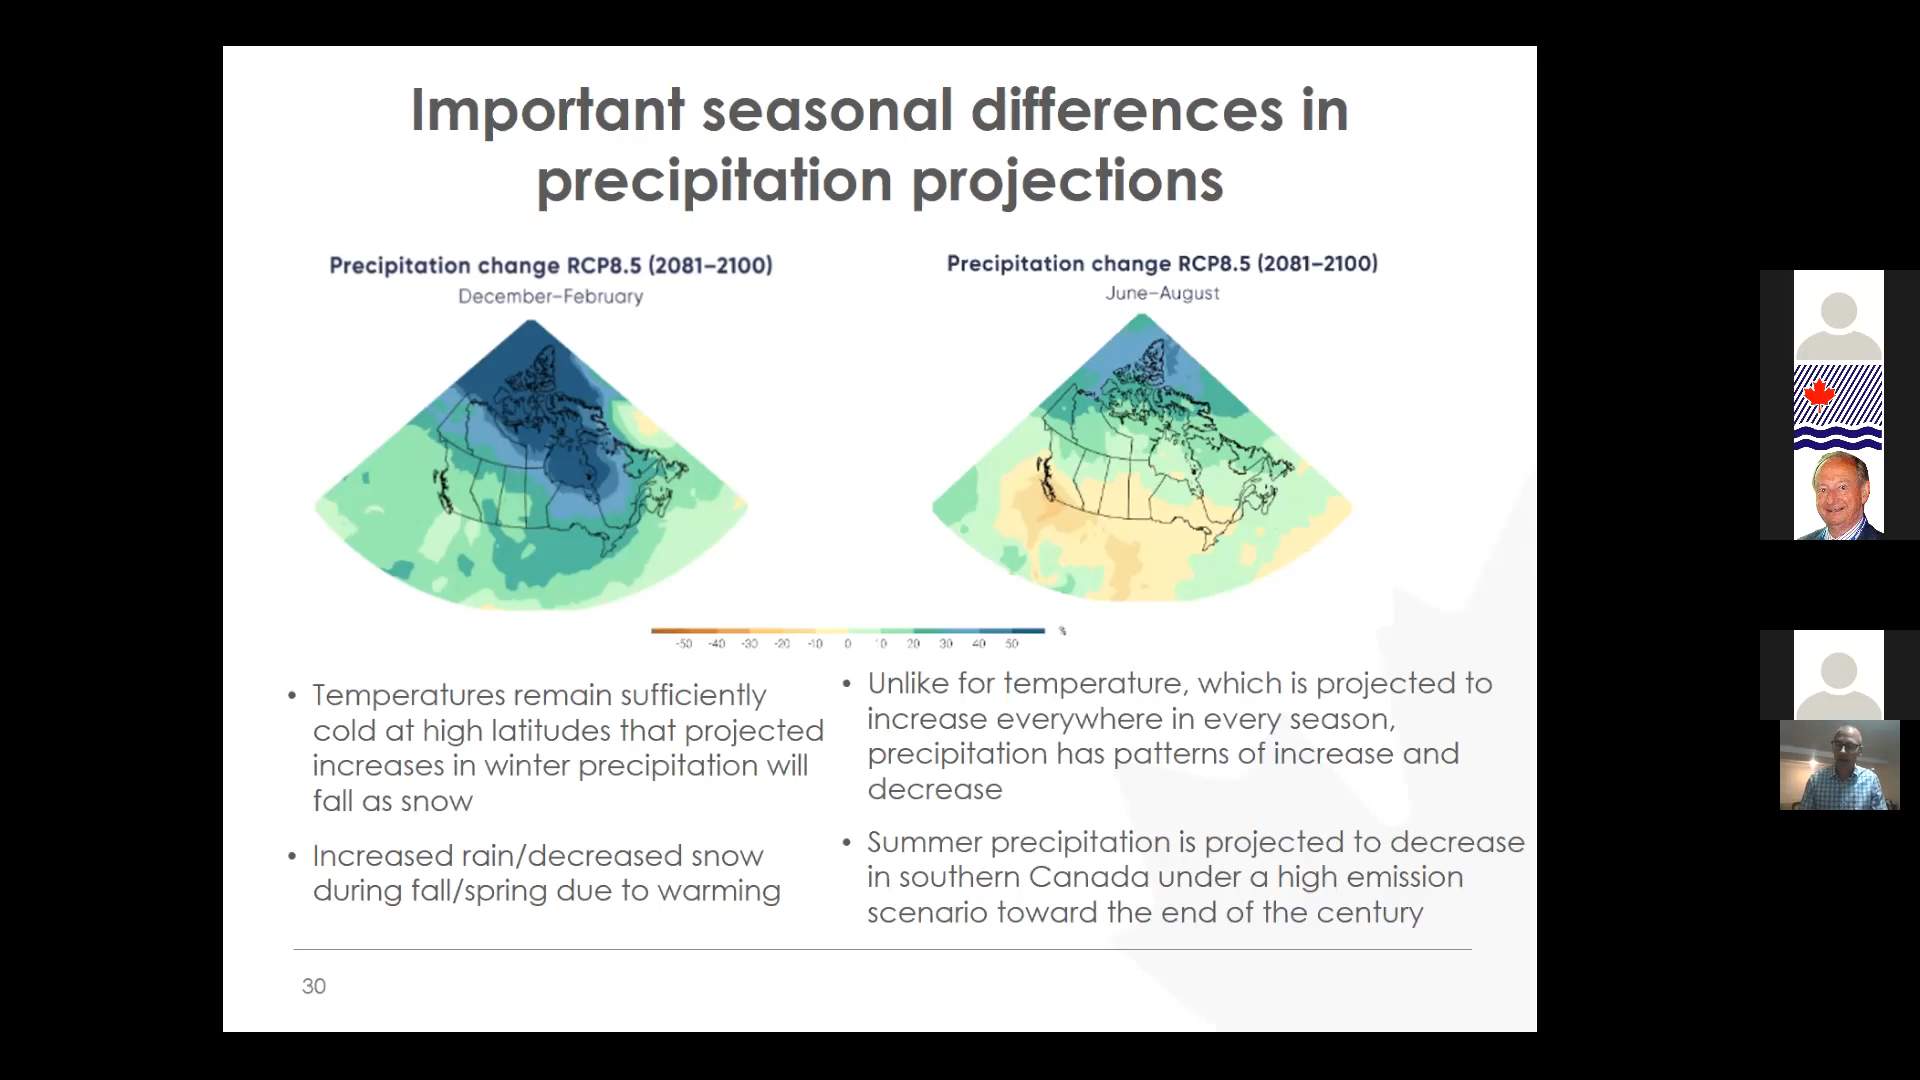 Important seasonal differences in
precipitation projections
Precipitation change RCP8.5 (2081–2100)
December–February
Precipitation change RCP8.5 (2081–2100)
June–August
-50 -40 -30 -20 -10 0 10 20 30 40 50 %
• Temperatures remain sufficiently
cold at high latitudes that projected
increases in winter precipitation will
fall as snow
• Increased rain/decreased snow
during fall/spring due to warming
• Unlike for temperature, which is projected to
increase everywhere in every season,
precipitation has patterns of increase and
decrease
• Summer precipitation is projected to decrease
in southern Canada under a high emission
scenario toward the end of the century
30